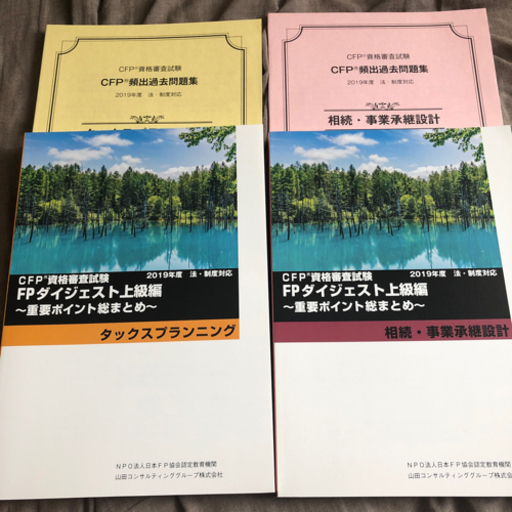 CFP®資格審査試験
CFP®頻出過去問題集
2019年度 法・制度対応
CFP®資格審査試験
CFP®頻出過去問題集
2019年度 法・制度対応
相続・事業承継設計
CFP®資格審査試験 2019年度 法・制度対応
FPダイジェスト上級編
～重要ポイント総まとめ～
タックスプランニング
NPO法人日本FP協会認定教育機関
山田コンサルティンググループ株式会社
CFP®資格審査試験 2019年度 法・制度対応
FPダイジェスト上級編
～重要ポイント総まとめ～
相続・事業承継設計
NPO法人日本FP協会認定教育機関
山田コンサルティンググループ株式会社